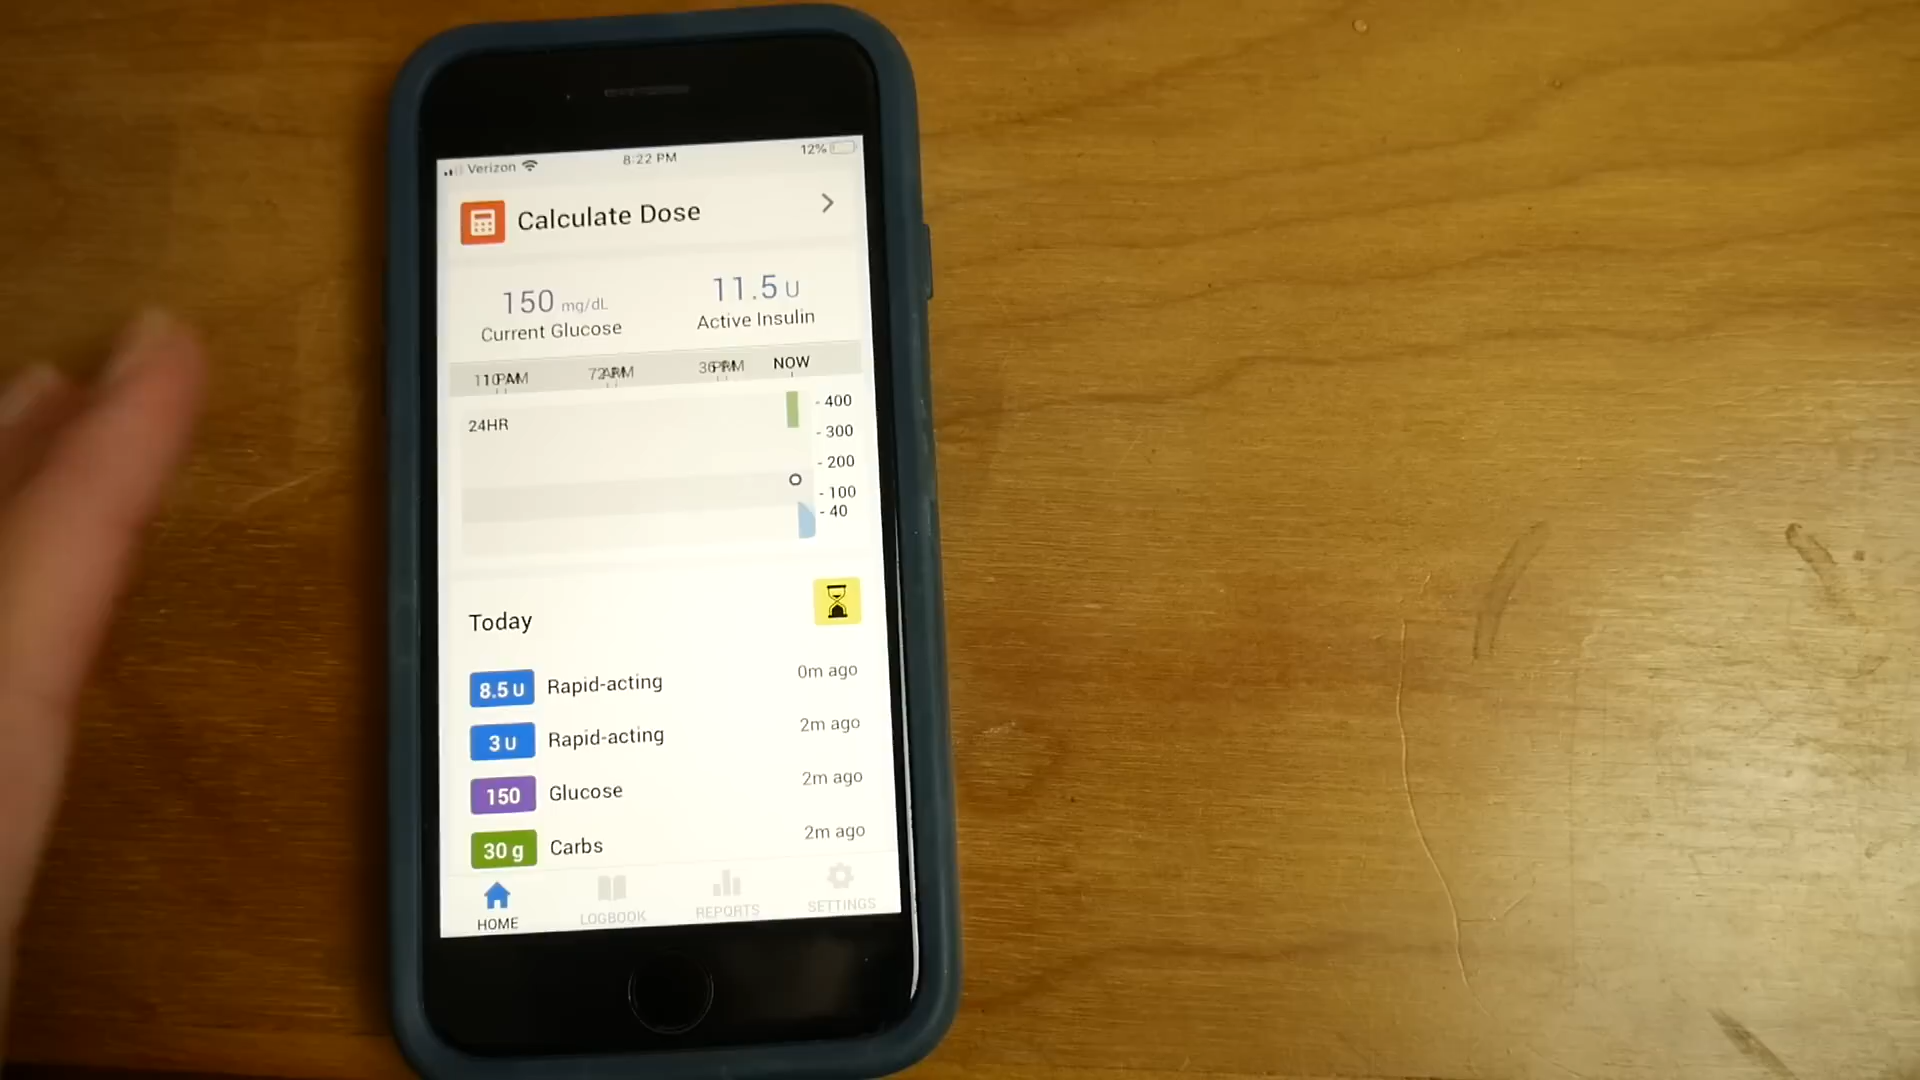 Verizon 8:22 PM 12%
Calculate Dose
150 mg/dL 11.5 U
Current Glucose Active Insulin
NOW
24HR
- 400
- 300
- 200
- 100
- 40
Today
8.5 U Rapid-acting 0m ago
3 U Rapid-acting 2m ago
150 Glucose 2m ago
30 g Carbs 2m ago
HOME LOGBOOK REPORTS SETTINGS